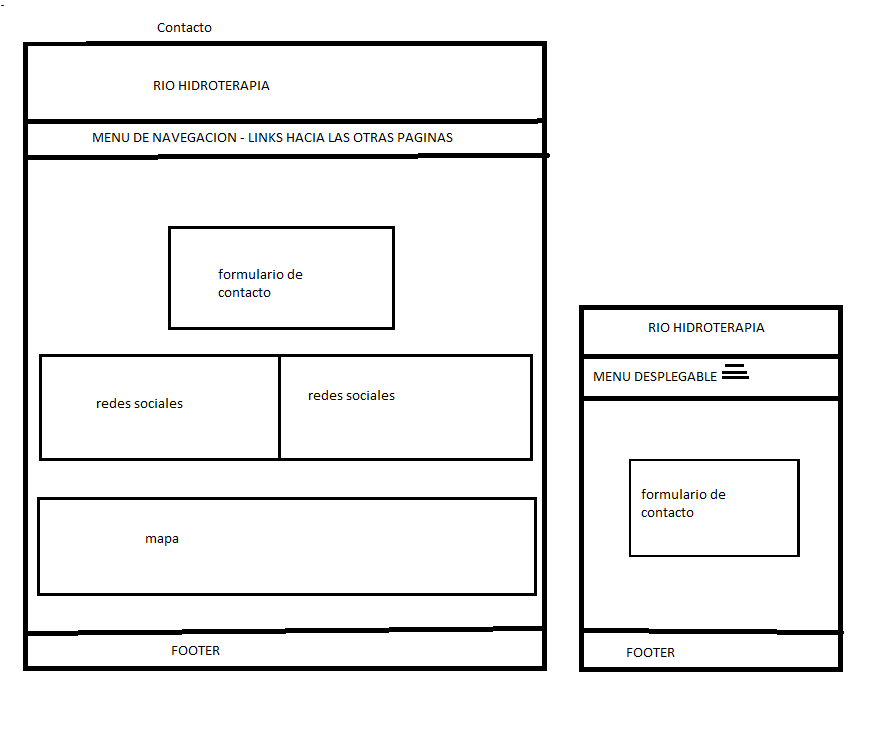 Contacto
RIO HIDROTERAPIA
MENU DE NAVEGACION - LINKS HACIA LAS OTRAS PAGINAS
formulario de
contacto
redes sociales
redes sociales
mapa
FOOTER
RIO HIDROTERAPIA
MENU DESPLEGABLE
formulario de
contacto
FOOTER